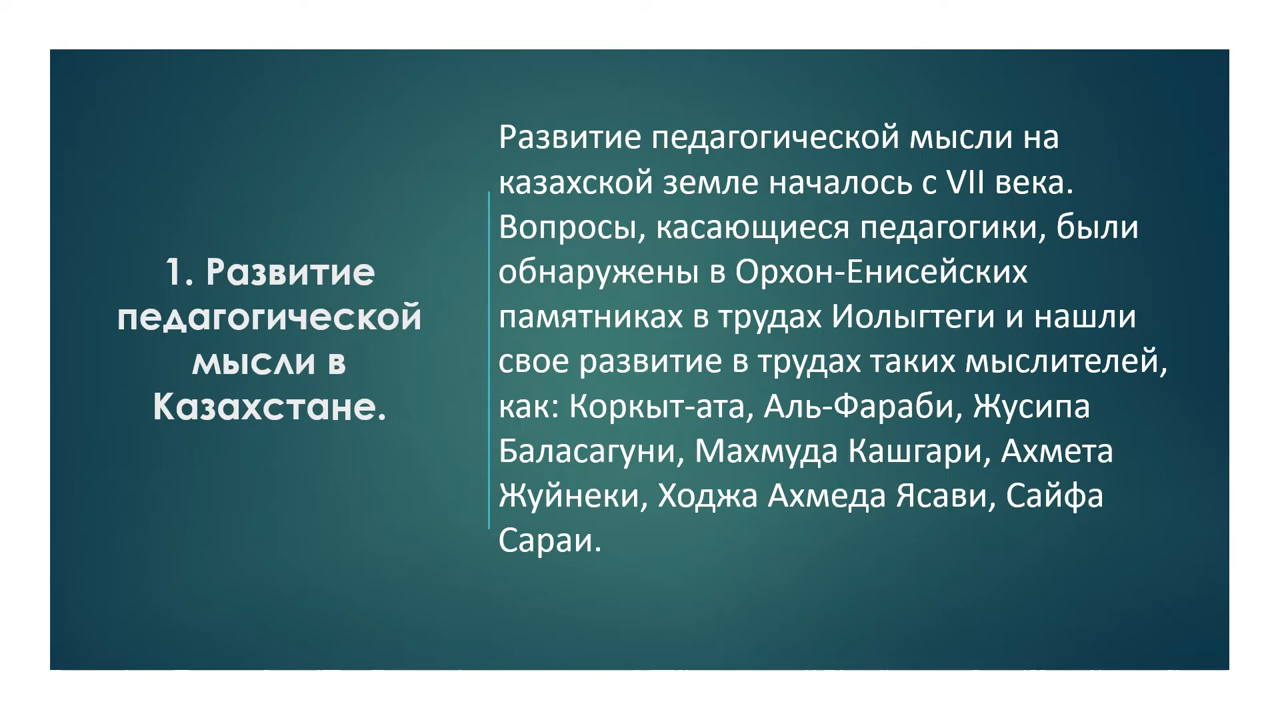 1. Развитие
педагогической
мысли в
Казахстане.
Развитие педагогической мысли на
казахской земле началось с VII века.
Вопросы, касающиеся педагогики, были
обнаружены в Орхон-Енисейских
памятниках в трудах Иолыгтеги и нашли
свое развитие в трудах таких мыслителей,
как: Коркыт-ата, Аль-Фараби, Жусипа
Баласагуни, Махмуда Кашгари, Ахмета
Жуйнеки, Ходжа Ахмеда Ясави, Сайфа
Сараи.